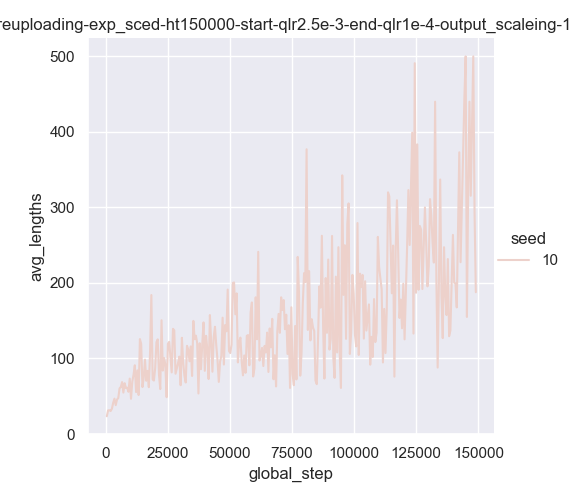 reuploading-exp_sced-ht150000-start-qlr2.5e-3-end-qlr1e-4-output_scaleing-1
500
400
300
200
100
0
avg_lengths
0 25000 50000 75000 100000 125000 150000
global_step
seed
10